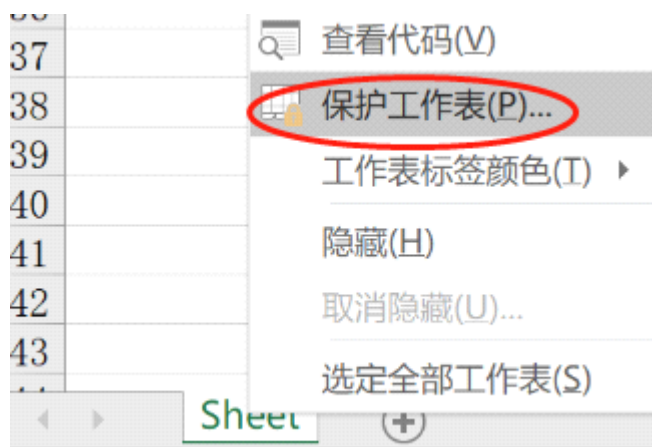 37
38
39
40
41
42
43
查看代码(V)
保护工作表(P)...
工作表标签颜色(T)
隐藏(H)
取消隐藏(U)...
选定全部工作表(S)
Sheet